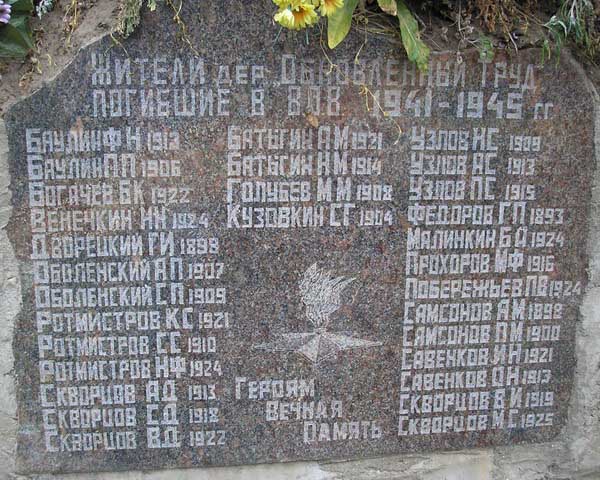 Жители дер Обновленный труд
погибшие в ВОВ 1941-1945 гг
Баулин Ф Н 1913
Баулин П П 1906
Богачев Б К 1922
Венечкин И Н 1924
Дворецкий Г И 1898
Оболенский А П 1907
Оболенский С П 1909
Ротмистров К С 1921
Ротмистров С С 1910
Ротмистров Н Ф 1924
Скворцов А Д 1913
Скворцов С Д 1918
Скворцов В Д 1922
Батыгин А М 1921
Батыгин Н М 1914
Голубев М М 1908
Кузовкин С Г 1904
Героям
вечная
память
Узлов Н С 1909
Узлов В С 1913
Узлов П С 1915
Федоров Г П 1893
Малинкин Б Д 1924
Прохоров М Ф 1916
Побережьев П В 1924
Самсонов А М 1898
Самсонов П М 1900
Савенков И Н 1921
Савенков О Н 1913
Скворцов В И 1919
Скворцов М С 1925